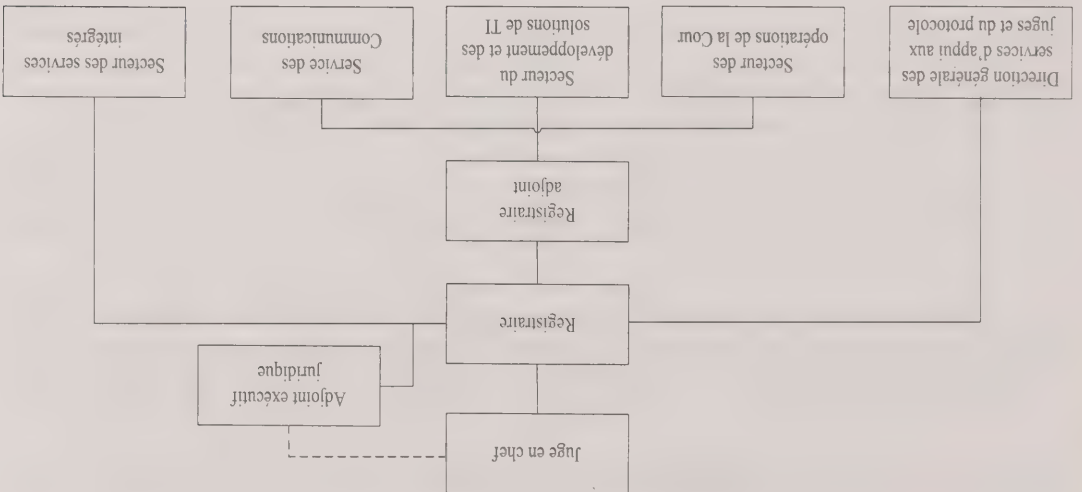 Juge en chef
Adjoint exécutif
juridique
Registraire
Registraire
adjoint
Direction générale des
services d'appui aux
juges et du protocole
Secteur des
opérations de la Cour
Secteur du
développement et des
solutions de TI
Service des
Communications
Secteur des services
intégrés